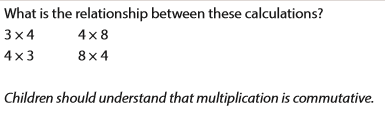 What is the relationship between these calculations?
3 × 4 4 × 8
4 × 3 8 × 4
Children should understand that multiplication is commutative.